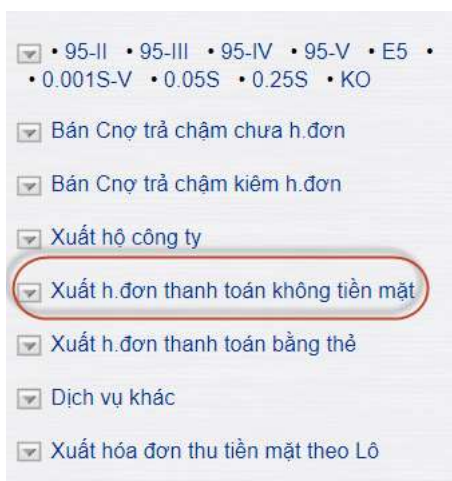 • 95-II • 95-III • 95-IV • 95-V • E5 •
• 0.001S-V • 0.05S • 0.25S • KO
Bán Cnợ trả chậm chưa h.đơn
Bán Cnợ trả chậm kiêm h.đơn
Xuất hộ công ty
Xuất h.đơn thanh toán không tiền mặt
Xuất h.đơn thanh toán bằng thẻ
Dịch vụ khác
Xuất hóa đơn thu tiền mặt theo Lô